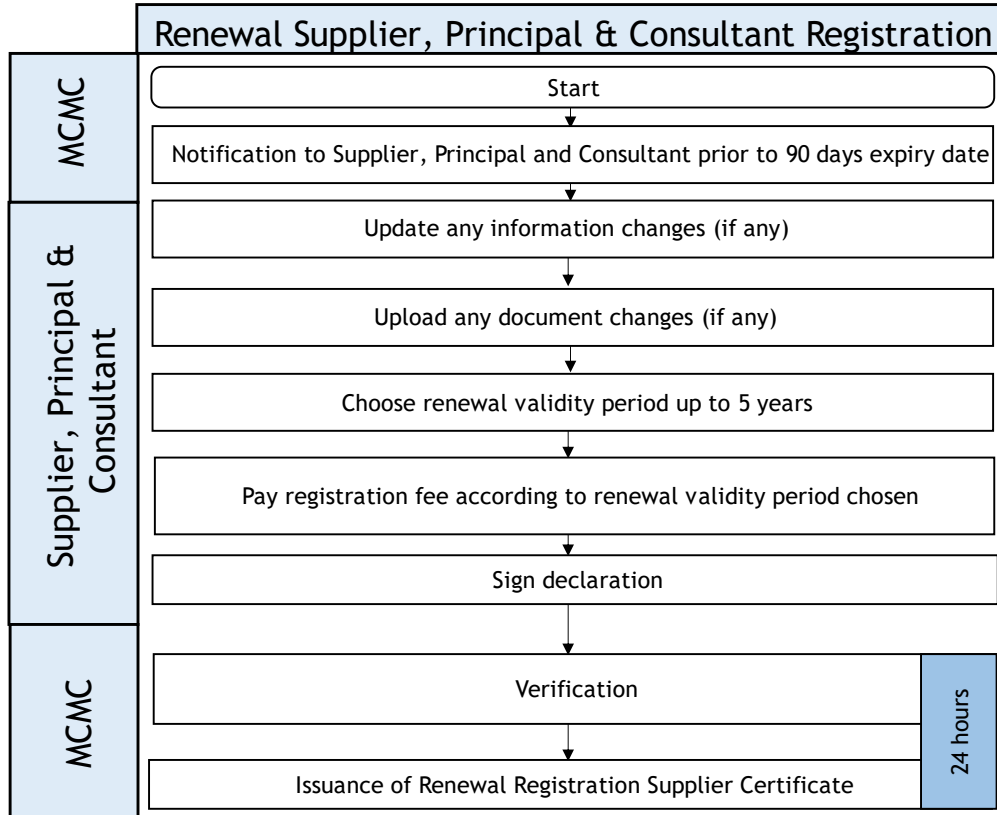 Renewal Supplier, Principal & Consultant Registration
MCMC
Start
Notification to Supplier, Principal and Consultant prior to 90 days expiry date
Supplier, Principal &
Consultant
Update any information changes (if any)
Upload any document changes (if any)
Choose renewal validity period up to 5 years
Pay registration fee according to renewal validity period chosen
Sign declaration
MCMC
Verification
24 hours
Issuance of Renewal Registration Supplier Certificate